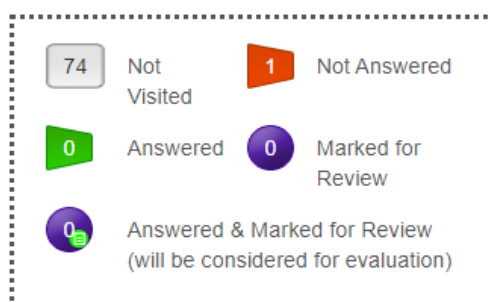 74 Not Visited
1 Not Answered
0 Answered
0 Marked for Review
0 Answered & Marked for Review
(will be considered for evaluation)